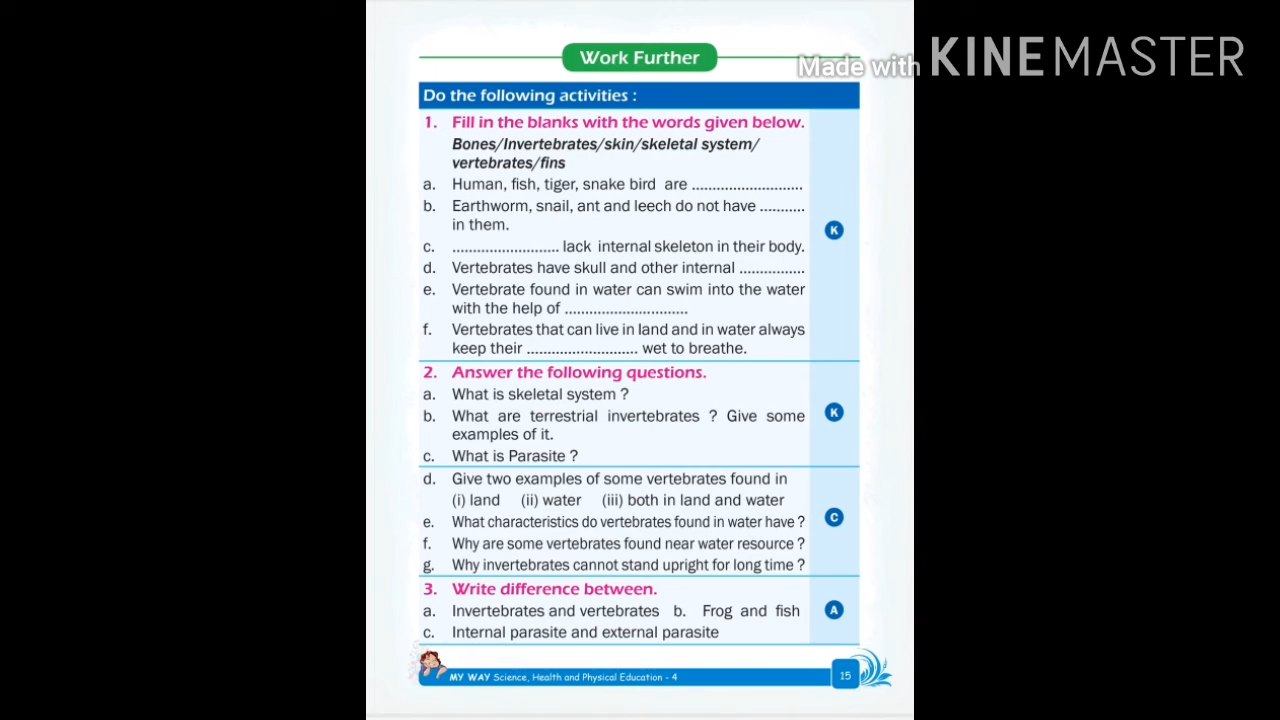 Work Further
Made with KINEMASTER
Do the following activities :
1. Fill in the blanks with the words given below.
Bones/Invertebrates/skin/skeletal system/
vertebrates/fins
a. Human, fish, tiger, snake bird are ...........................
b. Earthworm, snail, ant and leech do not have ...........
in them.
c. .......................... lack internal skeleton in their body.
d. Vertebrates have skull and other internal ................
e. Vertebrate found in water can swim into the water
with the help of ..............................
f. Vertebrates that can live in land and in water always
keep their ........................... wet to breathe.
K
2. Answer the following questions.
a. What is skeletal system ?
b. What are terrestrial invertebrates ? Give some
examples of it.
c. What is Parasite ?
K
d. Give two examples of some vertebrates found in
(i) land (ii) water (iii) both in land and water
e. What characteristics do vertebrates found in water have ?
f. Why are some vertebrates found near water resource ?
g. Why invertebrates cannot stand upright for long time ?
C
3. Write difference between.
a. Invertebrates and vertebrates b. Frog and fish
c. Internal parasite and external parasite
A
MY WAY Science, Health and Physical Education - 4
15